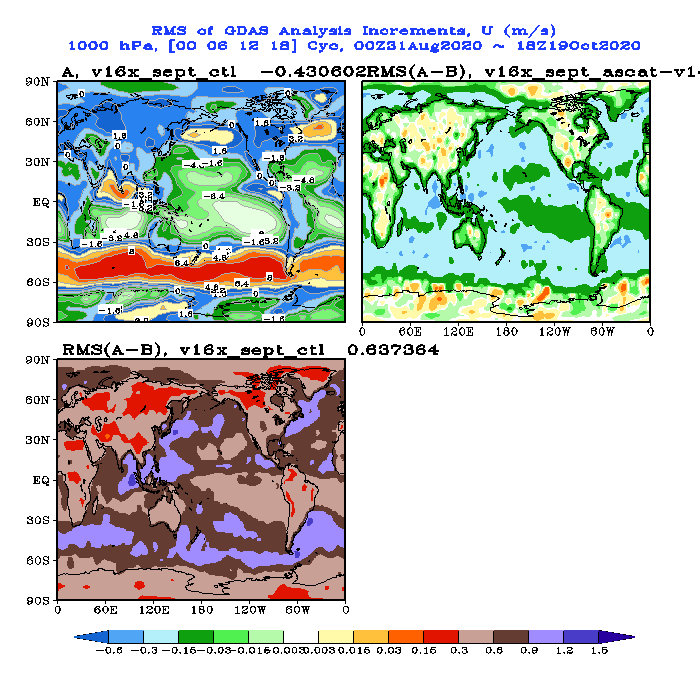 RMS of GDAS Analysis Increments, U (m/s)
1000 hPa, [00 06 12 18] Cyc, 00Z31Aug2020 ~ 18Z19Oct2020
A, v16x_sept_ctl -0.430602
RMS(A-B), v16x_sept_ascat-v1
90N
60N
30N
EQ
30S
60S
90S
0 60E 120E 180 120W 60W 0
RMS(A-B), v16x_sept_ctl 0.637364
90N
60N
30N
EQ
30S
60S
90S
0 60E 120E 180 120W 60W 0
-0.6 -0.3 -0.15 -0.03 -0.015 -0.003 0.003 0.015 0.03 0.15 0.3 0.6 0.9 1.2 1.5